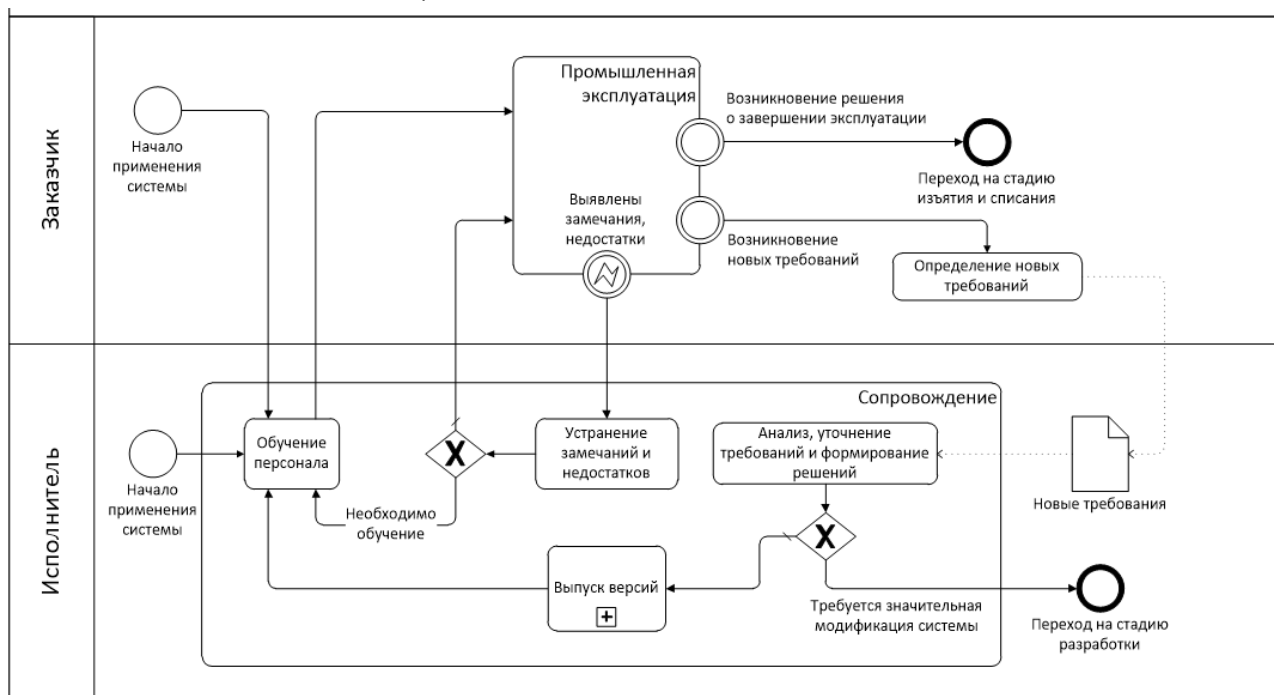 Заказчик
Начало
применения
системы
Промышленная
эксплуатация
Выявлены
замечания,
недостатки
Возникновение решения
о завершении эксплуатации
Переход на стадию
изъятия и списания
Возникновение
новых требований
Определение новых
требований
Исполнитель
Начало
применения
системы
Сопровождение
Обучение
персонала
Необходимо
обучение
X
Устранение
замечаний и
недостатков
Анализ, уточнение
требований и формирование
решений
X
Новые требования
Выпуск версий
Требуется значительная
модификация системы
Переход на стадию
разработки